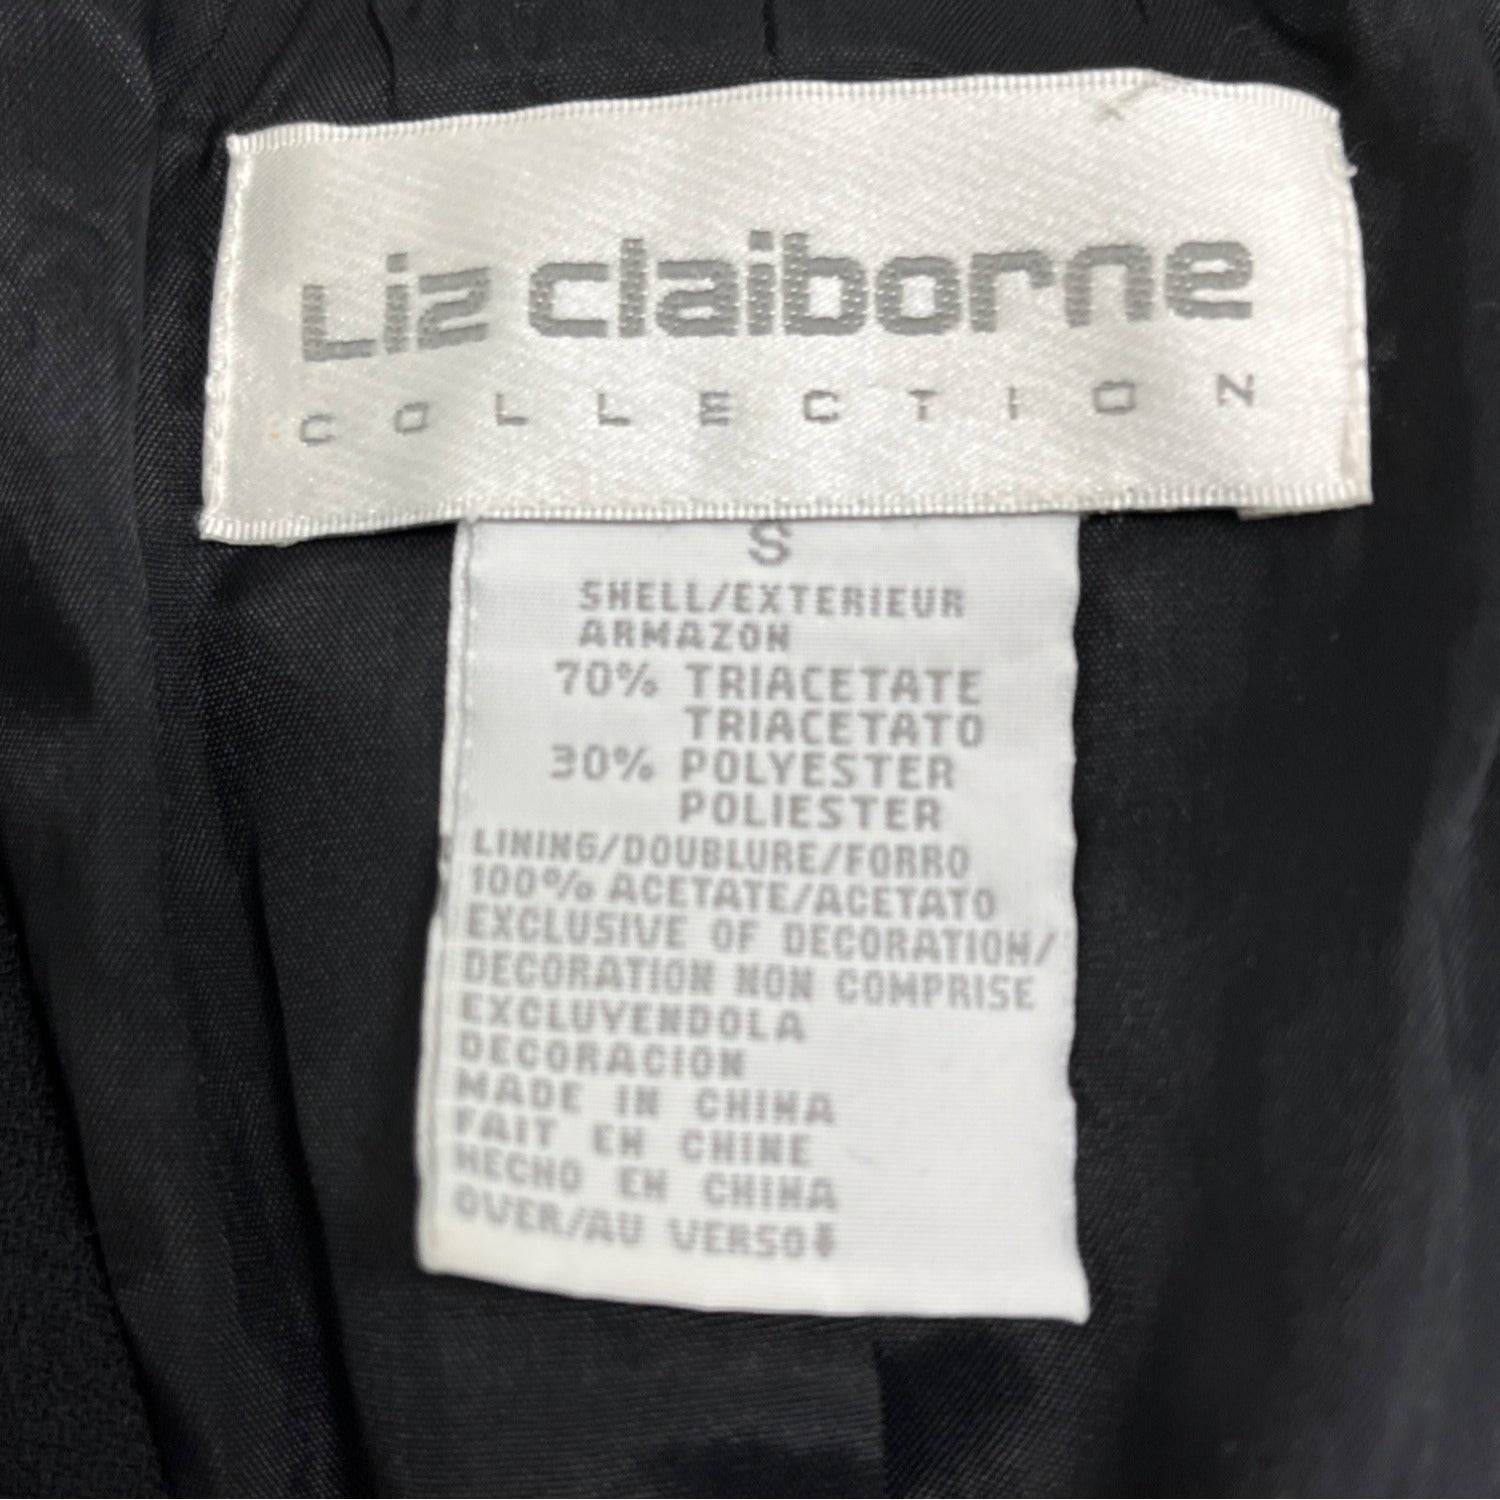 Liz claiborne
COLLECTION
S
SHELL/EXTERIEUR
ARMAZON
70% TRIACETATE
TRIACETATO
30% POLYESTER
POLIESTER
LINING/DOUBLURE/FORRO
100% ACETATE/ACETATO
EXCLUSIVE OF DECORATION/
DECORATION NON COMPRISE
EXCLUYENDOLA
DECORACION
MADE IN CHINA
FAIT EN CHINE
HECHO EN CHINA
OVER/AU VERSO⬇